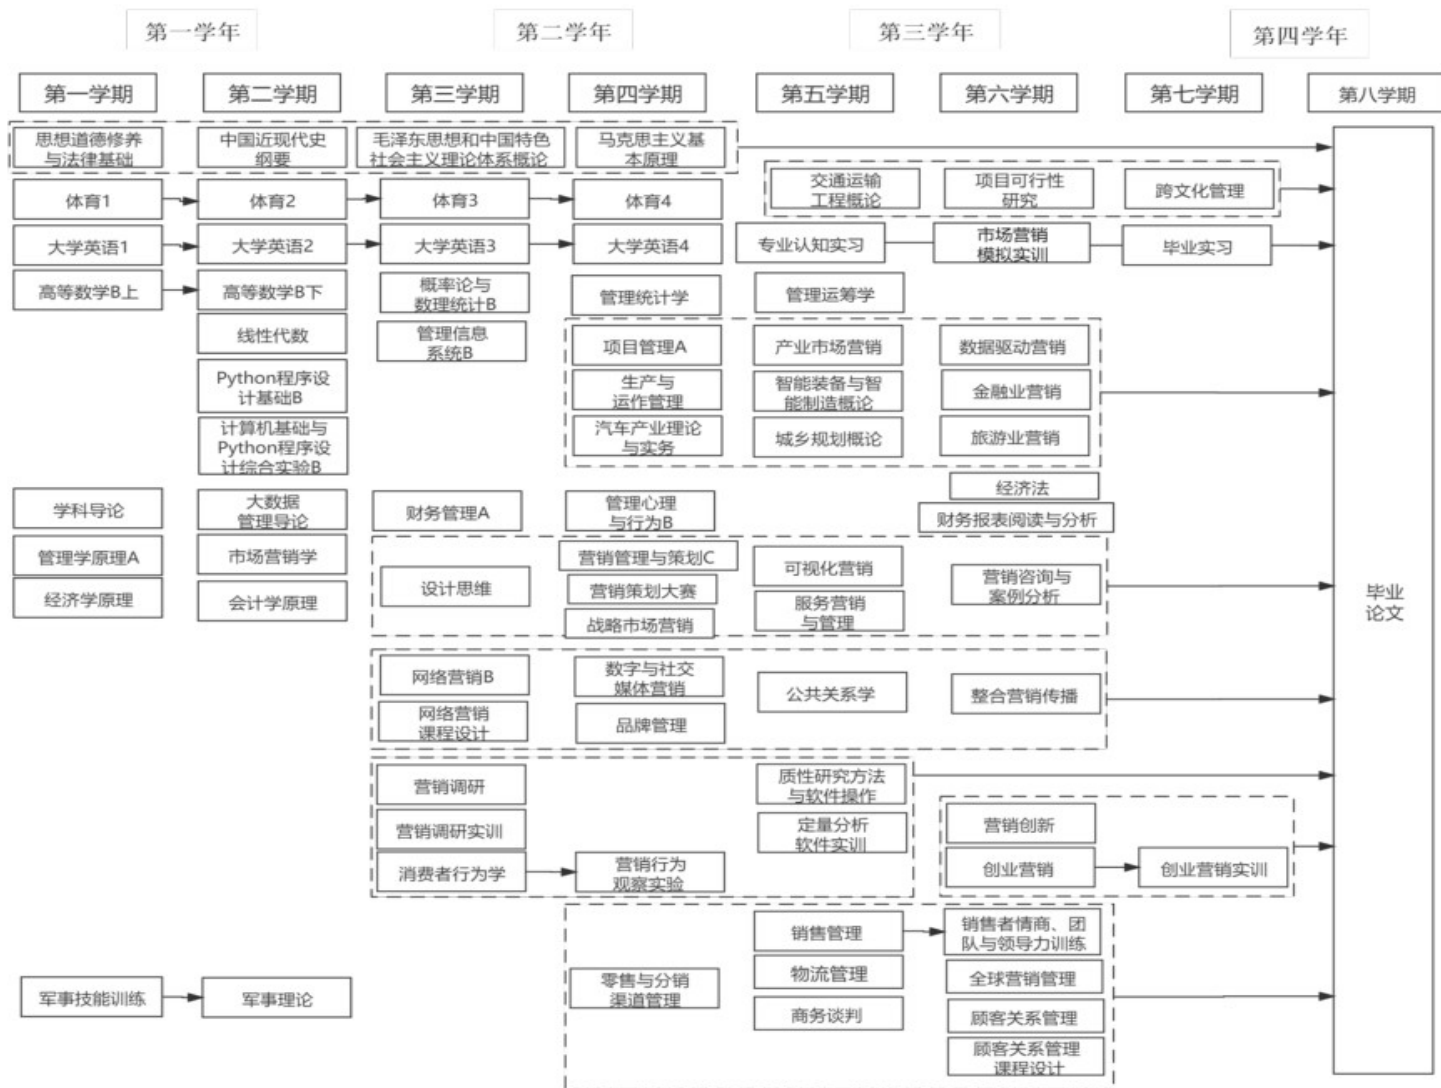 第一学年
第二学年
第三学年
第四学年
第一学期
第二学期
第三学期
第四学期
第五学期
第六学期
第七学期
第八学期
思想道德修养
与法律基础
中国近现代史
纲要
毛泽东思想和中国特色
社会主义理论体系概论
马克思主义基
本原理
交通运输
工程概论
项目可行性
研究
跨文化管理
体育1
体育2
体育3
体育4
大学英语1
大学英语2
大学英语3
大学英语4
专业认知实习
市场营销
模拟实训
毕业实习
高等数学B上
高等数学B下
概率论与
数理统计B
管理统计学
管理运筹学
线性代数
管理信息
系统B
项目管理A
产业市场营销
数据驱动营销
Python程序设
计基础B
生产与
运作管理
智能装备与智
能制造概论
金融业营销
计算机基础与
Python程序设
计综合实验B
汽车产业理论
与实务
城乡规划概论
旅游业营销
经济法
学科导论
大数据
管理导论
财务管理A
管理心理
与行为B
财务报表阅读与分析
管理学原理A
市场营销学
设计思维
营销管理与策划C
可视化营销
营销咨询与
案例分析
经济学原理
会计学原理
营销策划大赛
服务营销
与管理
战略市场营销
毕业
论文
网络营销B
数字与社交
媒体营销
公共关系学
整合营销传播
网络营销
课程设计
品牌管理
营销调研
质性研究方法
与软件操作
营销调研实训
定量分析
软件实训
营销创新
消费者行为学
营销行为
观察实验
创业营销
创业营销实训
销售管理
销售者情商、团
队与领导力训练
零售与分销
渠道管理
物流管理
全球营销管理
军事技能训练
军事理论
商务谈判
顾客关系管理
顾客关系管理
课程设计